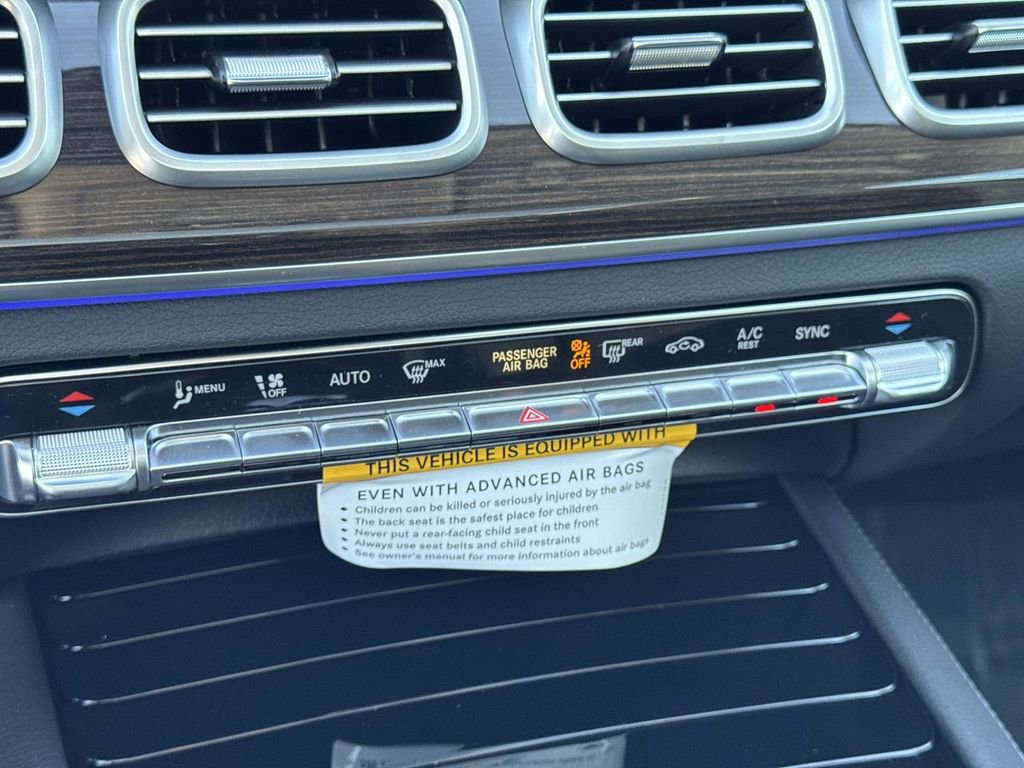 MENU
OFF
AUTO
MAX
PASSENGER
AIR BAG
OFF
REAR
A/C
REST
SYNC
THIS VEHICLE IS EQUIPPED WITH
EVEN WITH ADVANCED AIR BAGS
• Children can be killed or seriously injured by the air bag
• The back seat is the safest place for children
• Never put a rear-facing child seat in the front
• Always use seat belts and child restraints
• See owner's manual for more information about air bags